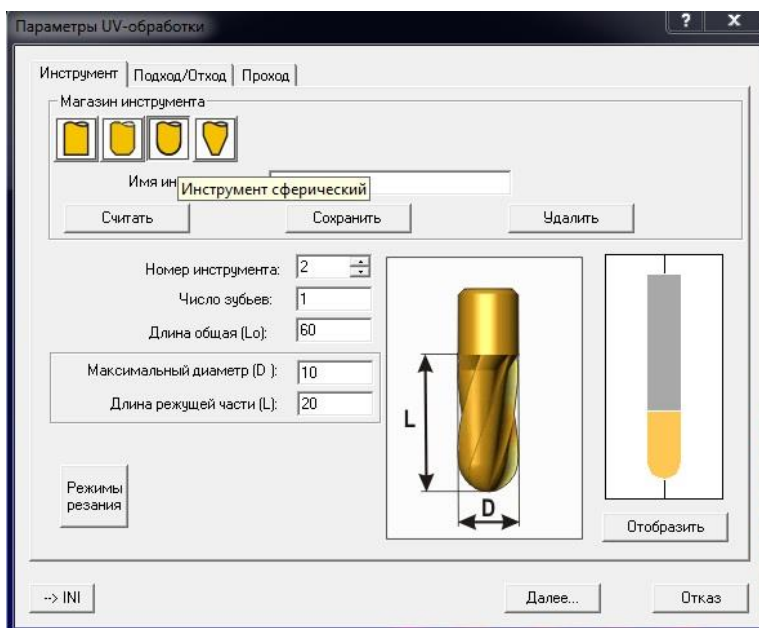 Параметры UV-обработки
? X
Инструмент Подход/Отход Проход
Магазин инструмента
Имя ин
Инструмент сферический
Считать Сохранить Удалить
Номер инструмента: 2
Число зубьев: 1
Длина общая (Lo): 60
Максимальный диаметр (D ): 10
Длина режущей части (L): 20
L
D
Режимы
резания
Отобразить
--> INI Далее... Отказ